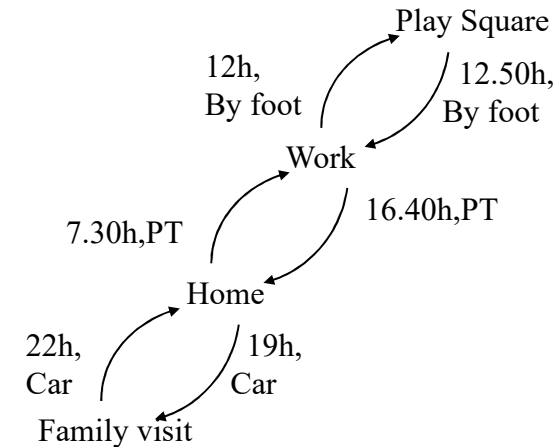 Play Square
12h,
By foot
12.50h,
By foot
Work
7.30h,PT
16.40h,PT
Home
22h,
Car
19h,
Car
Family visit